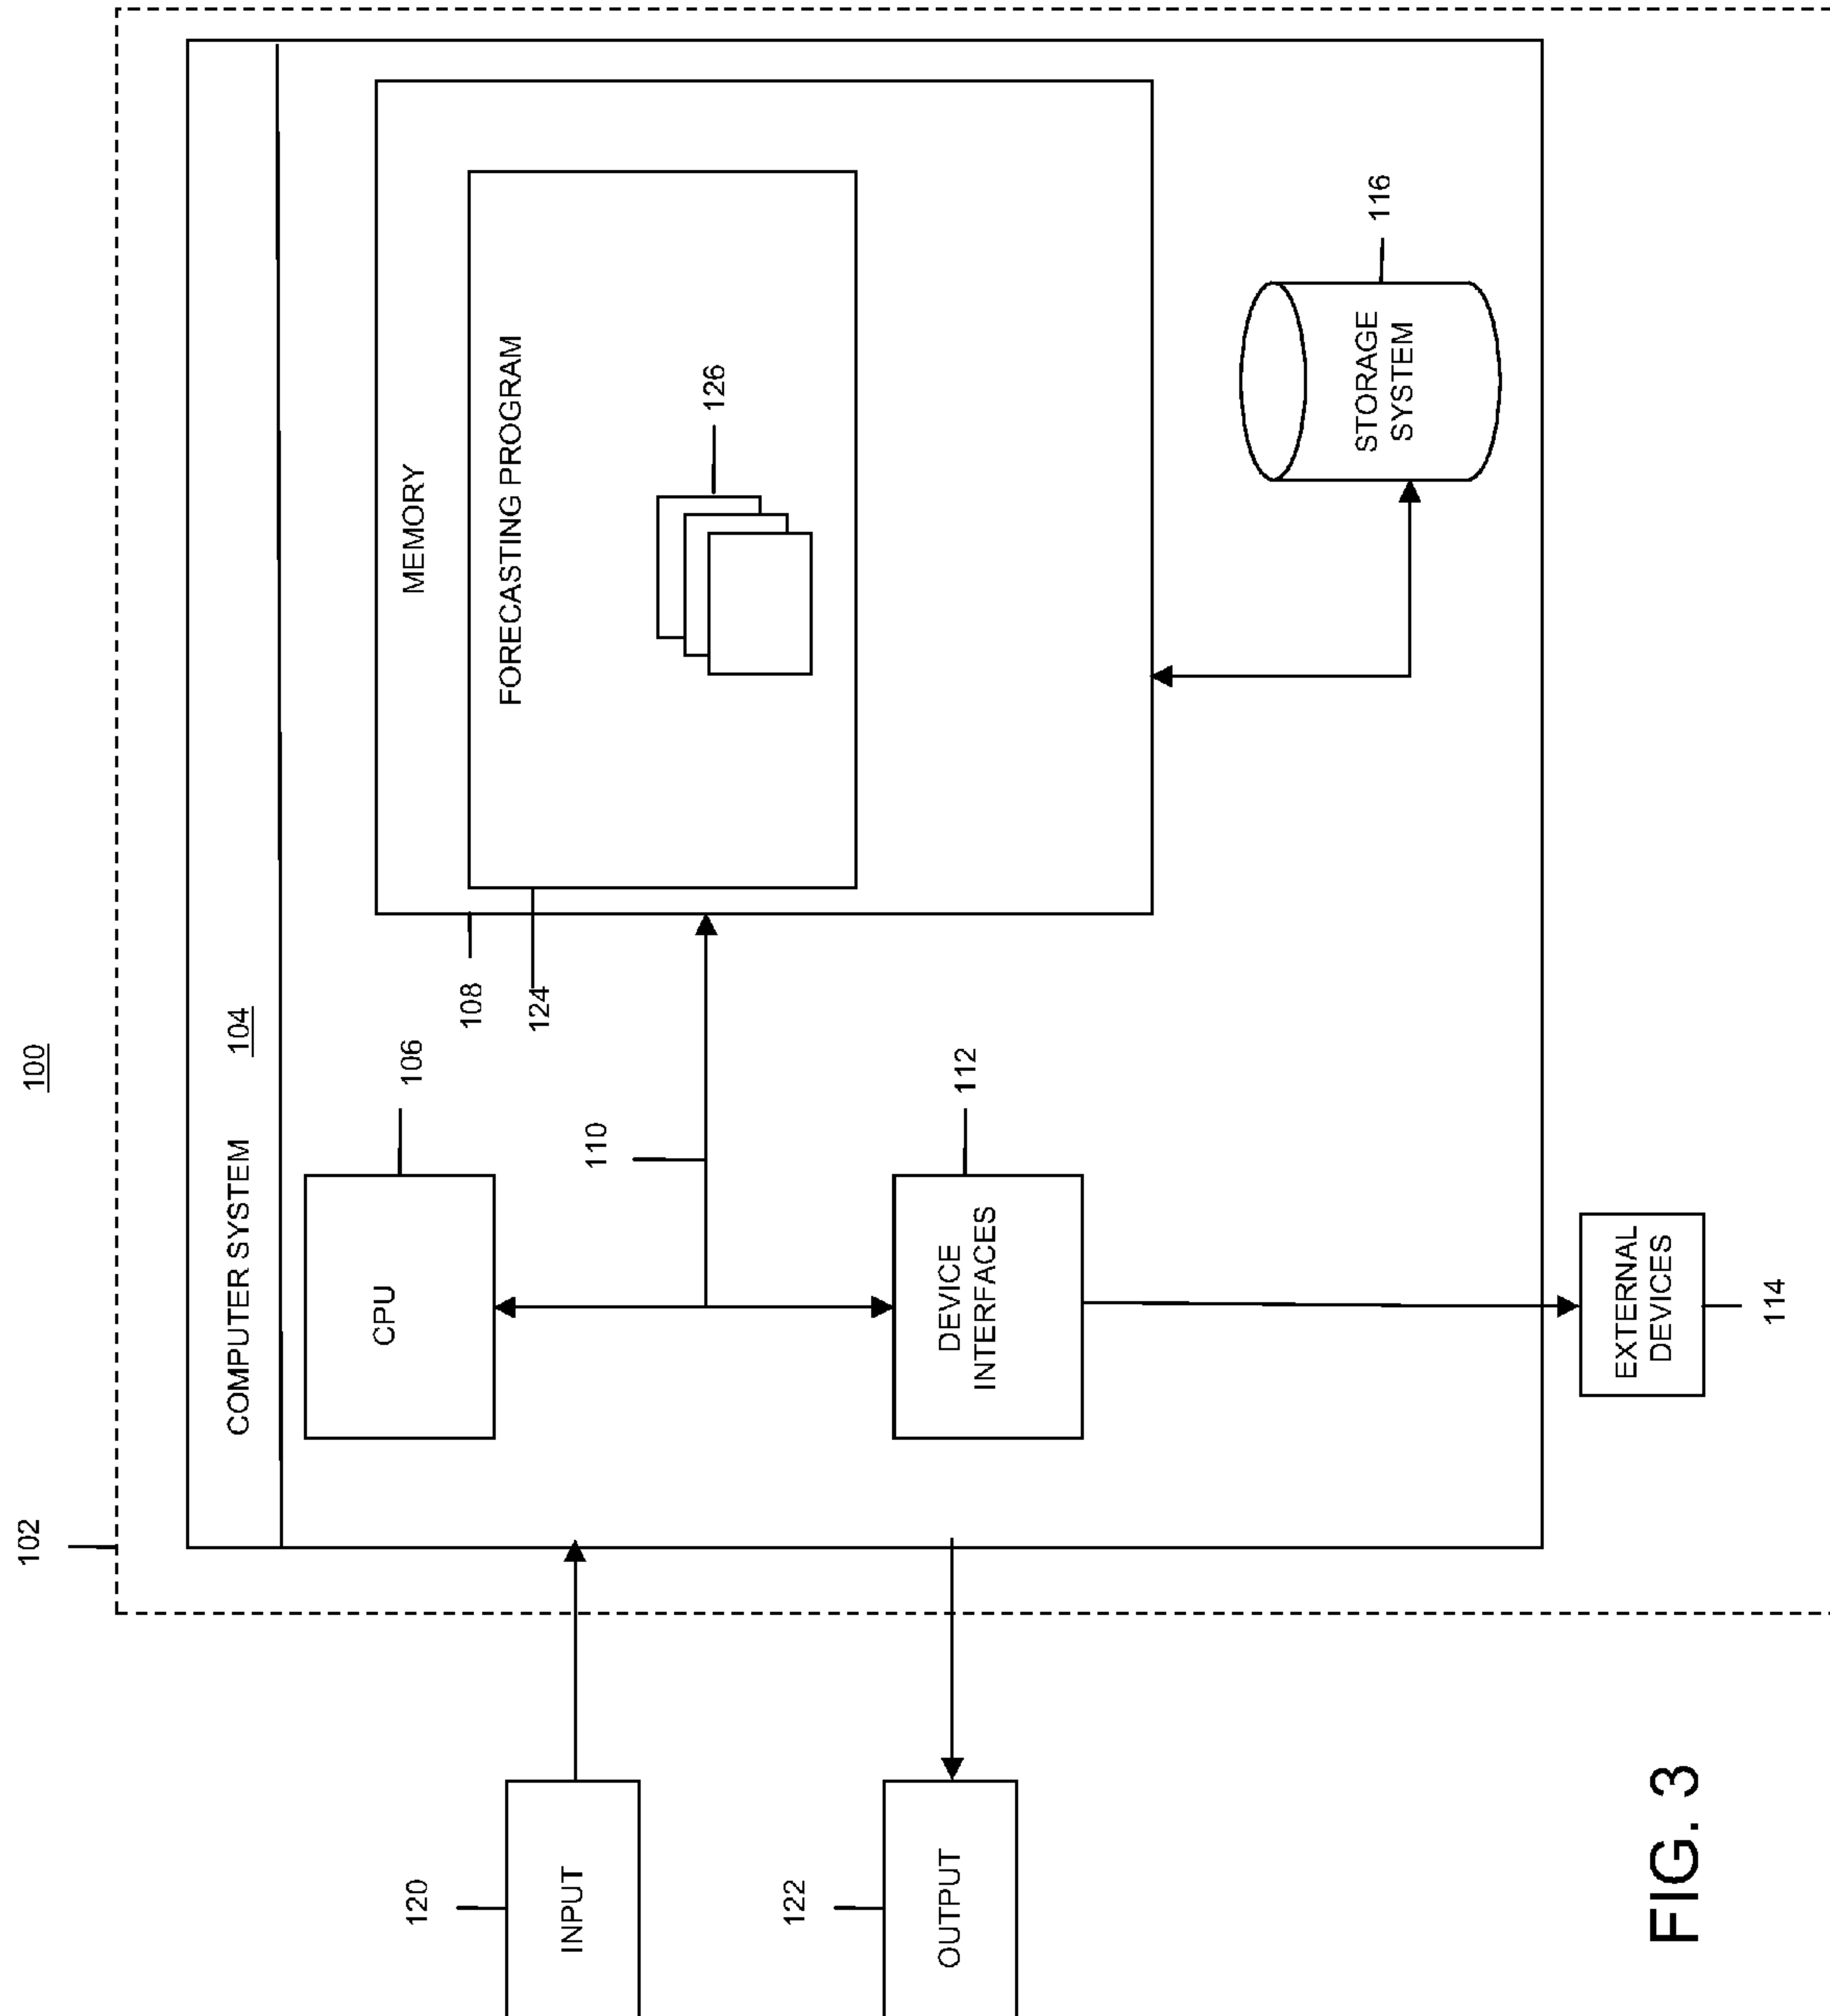 100
102
COMPUTER SYSTEM 104
CPU
106
MEMORY
108
FORECASTING PROGRAM
124
126
110
120
INPUT
DEVICE
INTERFACES
112
122
OUTPUT
STORAGE
SYSTEM
116
EXTERNAL
DEVICES
114
FIG. 3